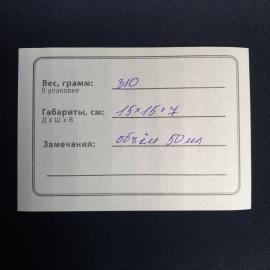 Вес, грамм: 310
В упаковке
Габариты, см: 15×15×7
Д х Ш х В
Замечания: объём 50 мл